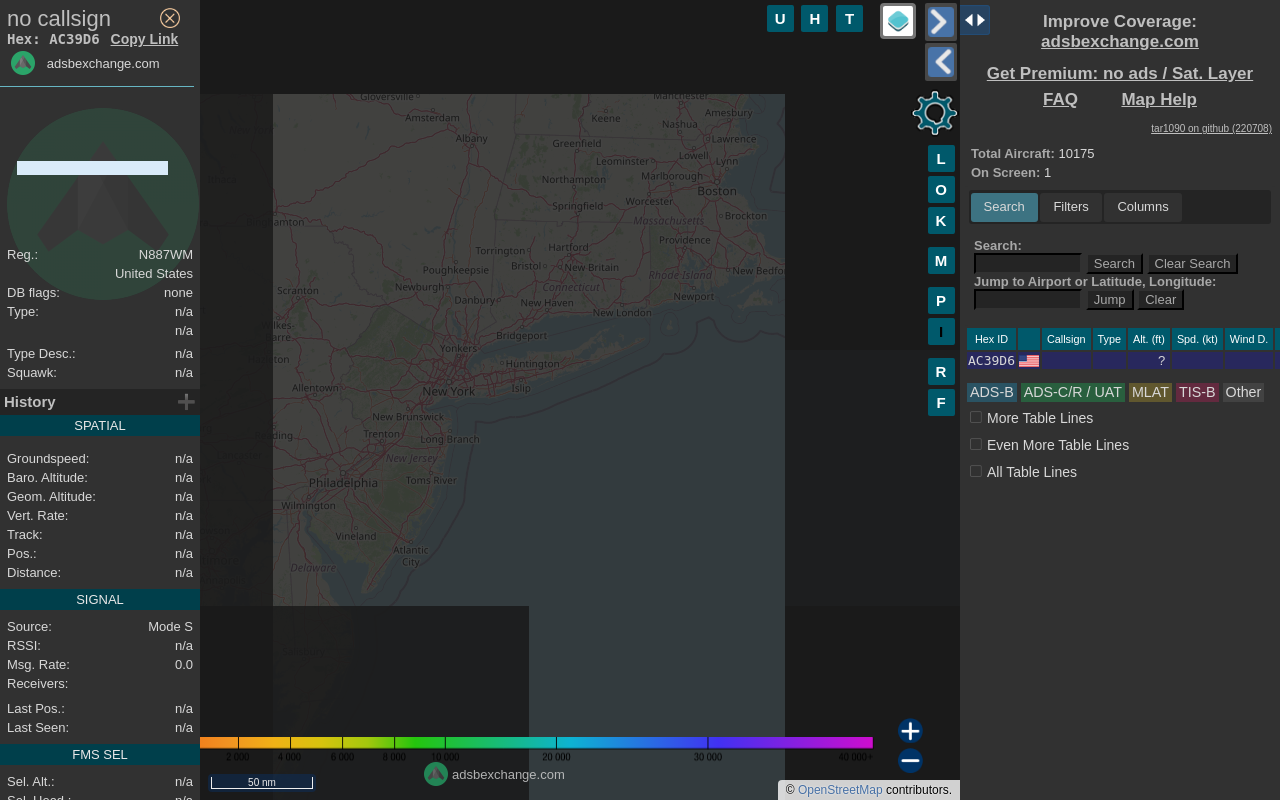 no callsign
Hex: AC39D6 Copy Link
adsbexchange.com
Reg.: N887WM
United States
DB flags: none
Type: n/a
n/a
Type Desc.: n/a
Squawk: n/a
History
SPATIAL
Groundspeed: n/a
Baro. Altitude: n/a
Geom. Altitude: n/a
Vert. Rate: n/a
Track: n/a
Pos.: n/a
Distance: n/a
SIGNAL
Source: Mode S
RSSI: n/a
Msg. Rate: 0.0
Receivers:
Last Pos.: n/a
Last Seen: n/a
FMS SEL
Sel. Alt.: n/a
Sel. Head.: n/a
U H T
L
O
K
M
P
I
R
F
Gloversville
Amsterdam
Albany
Manchester
Keene
Amesbury
Nashua
Lawrence
Greenfield
Lowell
Leominster
Lynn
Northampton
Marlborough
Boston
Worcester
Springfield
Massachusetts
Brockton
Providence
Hartford
Torrington
Bristol
New Britain
Poughkeepsie
Rhode Island
New Bedford
Newburgh
Connecticut
Scranton
Danbury
New Haven
Newport
New London
Bridgeport
Yonkers
Huntington
Allentown
New York
Islip
New Brunswick
Trenton
Long Branch
New Jersey
Philadelphia
Toms River
Wilmington
Vineland
Atlantic
City
Delaware
2 000 4 000 6 000 8 000 10 000 20 000 30 000 40 000+
50 nm
adsbexchange.com
© OpenStreetMap contributors.
Improve Coverage:
adsbexchange.com
Get Premium: no ads / Sat. Layer
FAQ Map Help
tar1090 on github (220708)
Total Aircraft: 10175
On Screen: 1
Search Filters Columns
Search:
Search Clear Search
Jump to Airport or Latitude, Longitude:
Jump Clear
Hex ID Callsign Type Alt. (ft) Spd. (kt) Wind D.
AC39D6 ?
ADS-B ADS-C/R / UAT MLAT TIS-B Other
More Table Lines
Even More Table Lines
All Table Lines